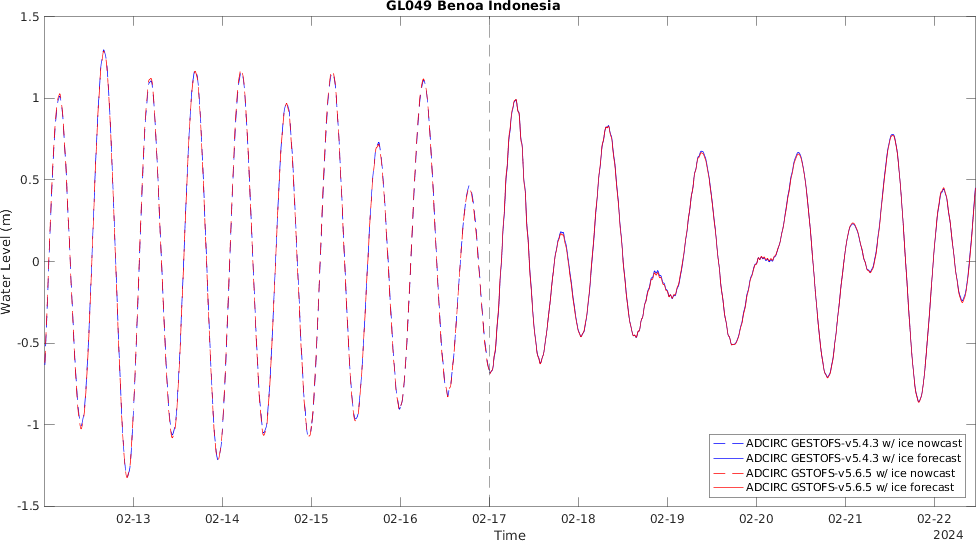 GL049 Benoa Indonesia
1.5
1
0.5
0
-0.5
-1
-1.5
Water Level (m)
ADCIRC GESTOFS-v5.4.3 w/ ice nowcast
ADCIRC GESTOFS-v5.4.3 w/ ice forecast
ADCIRC GSTOFS-v5.6.5 w/ ice nowcast
ADCIRC GSTOFS-v5.6.5 w/ ice forecast
02-13 02-14 02-15 02-16 02-17 02-18 02-19 02-20 02-21 02-22
Time
2024